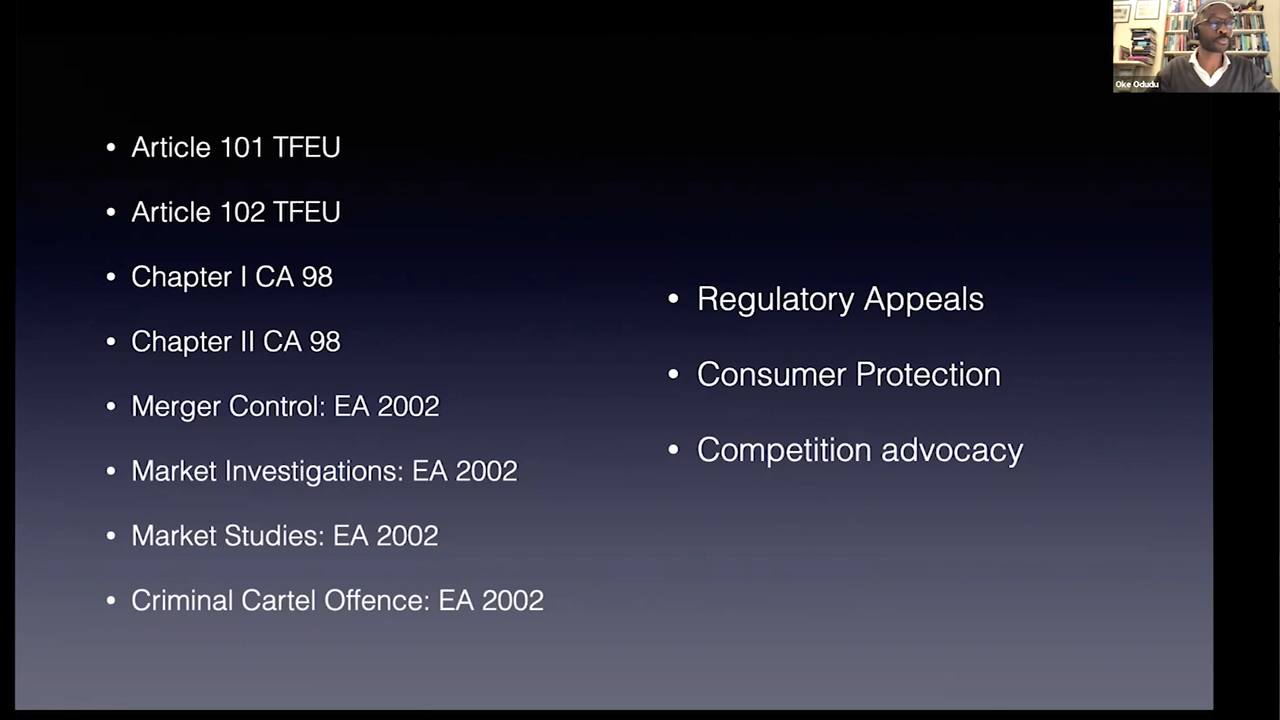 Oke Odudu
• Article 101 TFEU
• Article 102 TFEU
• Chapter I CA 98
• Chapter II CA 98
• Merger Control: EA 2002
• Market Investigations: EA 2002
• Market Studies: EA 2002
• Criminal Cartel Offence: EA 2002
• Regulatory Appeals
• Consumer Protection
• Competition advocacy